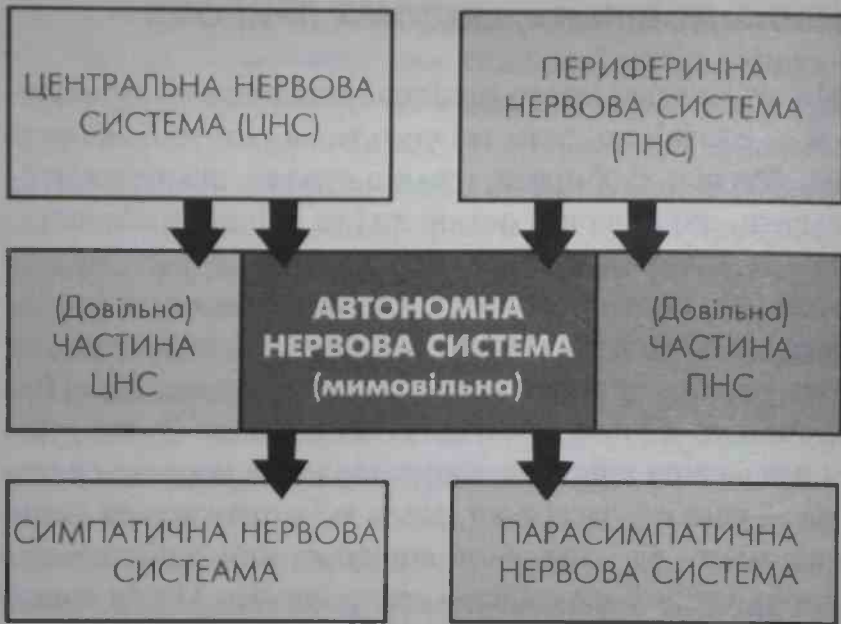 ЦЕНТРАЛЬНА НЕРВОВА
СИСТЕМА (ЦНС)
ПЕРИФЕРИЧНА
НЕРВОВА СИСТЕМА
(ПНС)
(Довільна)
ЧАСТИНА
ЦНС
АВТОНОМНА
НЕРВОВА СИСТЕМА
(мимовільна)
(Довільна)
ЧАСТИНА
ПНС
СИМПАТИЧНА НЕРВОВА
СИСТЕАМА
ПАРАСИМПАТИЧНА
НЕРВОВА СИСТЕМА